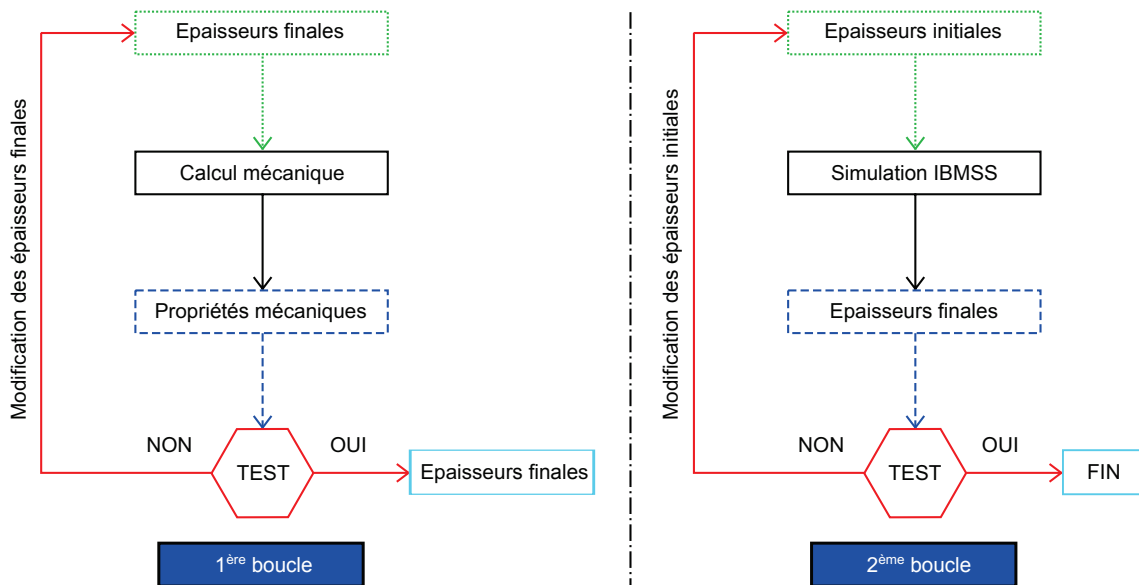 Epaisseurs finales
Modification des épaisseurs finales
Calcul mécanique
Propriétés mécaniques
NON
OUI
TEST
Epaisseurs finales
1ère boucle
Epaisseurs initiales
Modification des épaisseurs initiales
Simulation IBMSS
Epaisseurs finales
NON
OUI
TEST
FIN
2ème boucle